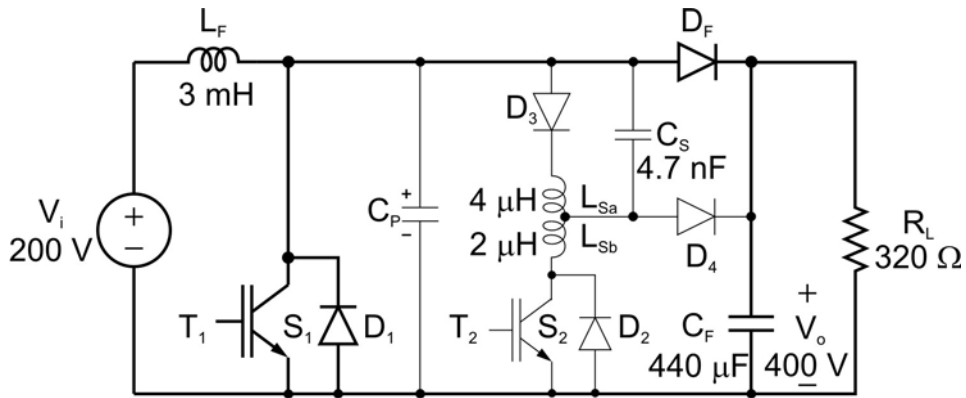 L_F
3 mH
D_F
D_3
C_S
4.7 nF
4 μH
L_Sa
2 μH
L_Sb
D_4
C_P
+
−
V_i
200 V
+
−
R_L
320 Ω
T_1
S_1
D_1
T_2
S_2
D_2
C_F
440 μF
+
V_o
400 V
−